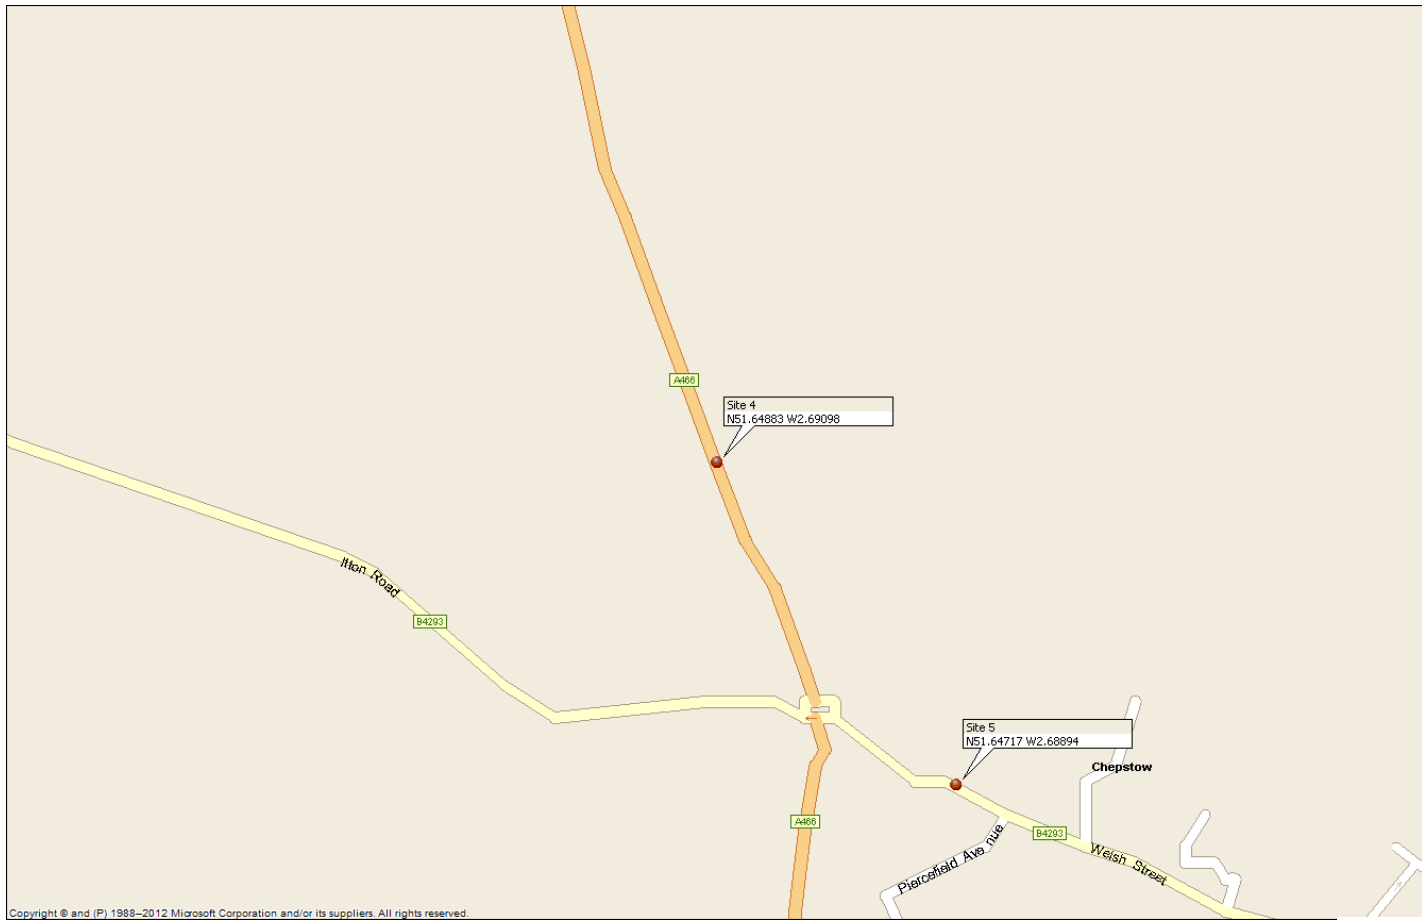 A466
Site 4
N51.64883 W2.69098
Itton Road
B4293
Site 5
N51.64717 W2.68894
Chepstow
A466
B4293
Piercefield Ave nue
Welsh Street
Copyright © and (P) 1988–2012 Microsoft Corporation and/or its suppliers. All rights reserved.